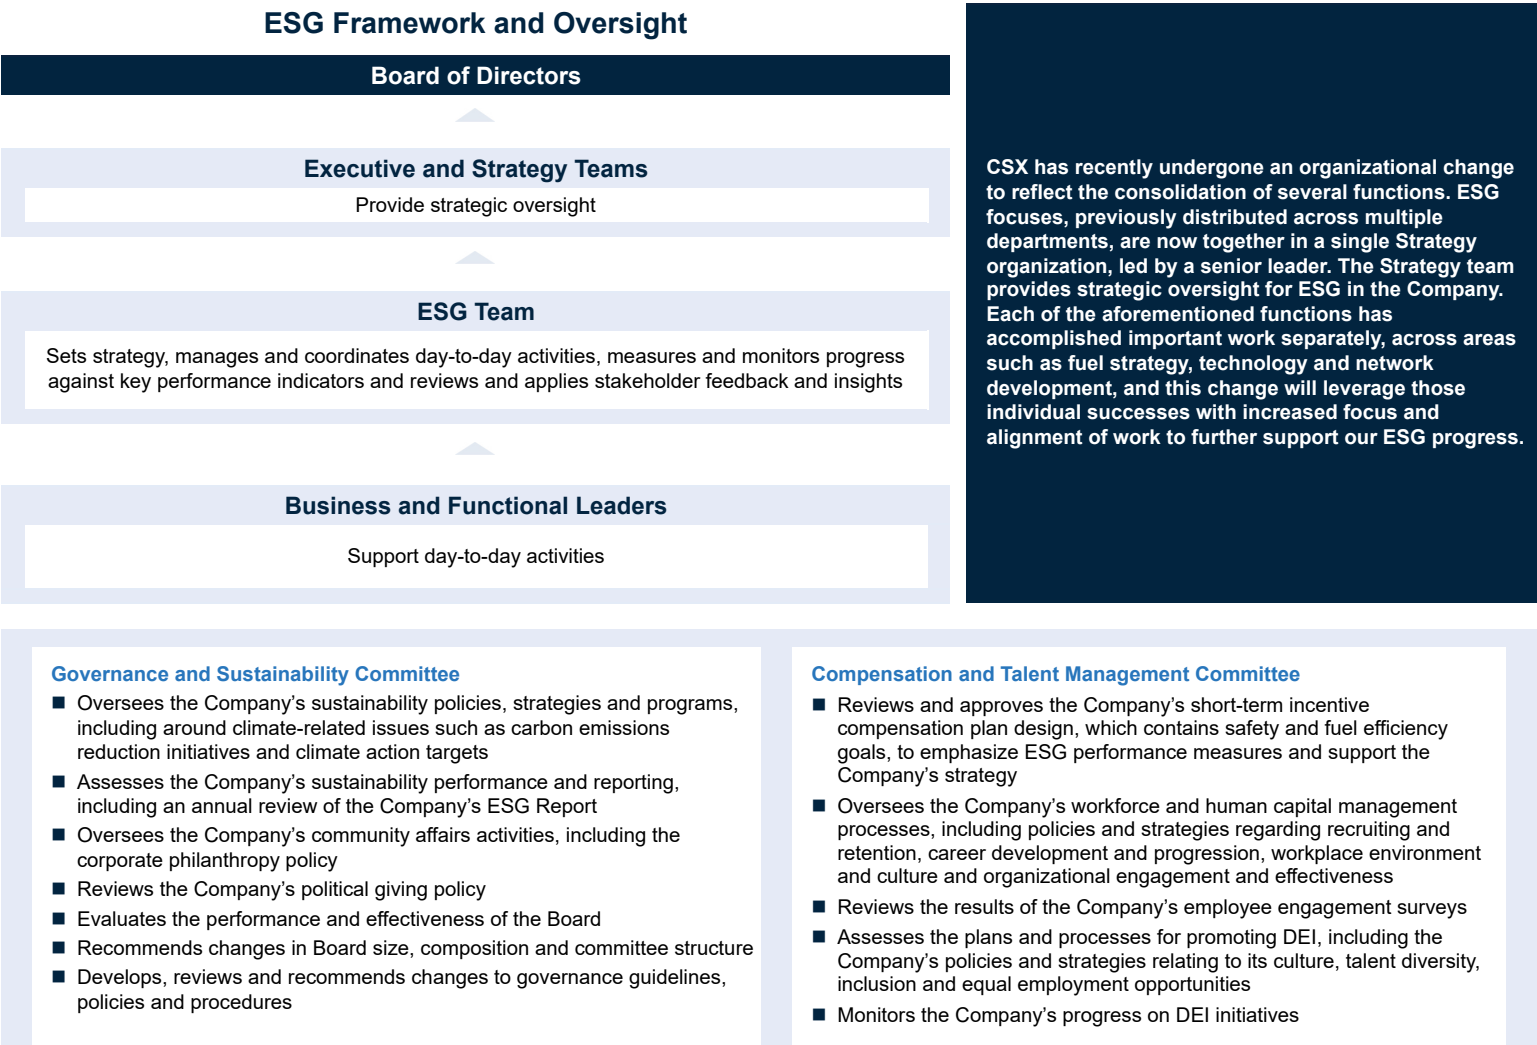 ESG Framework and Oversight
Board of Directors
Executive and Strategy Teams
Provide strategic oversight
ESG Team
Sets strategy, manages and coordinates day-to-day activities, measures and monitors progress
against key performance indicators and reviews and applies stakeholder feedback and insights
Business and Functional Leaders
Support day-to-day activities
CSX has recently undergone an organizational change
to reflect the consolidation of several functions. ESG
focuses, previously distributed across multiple
departments, are now together in a single Strategy
organization, led by a senior leader. The Strategy team
provides strategic oversight for ESG in the Company.
Each of the aforementioned functions has
accomplished important work separately, across areas
such as fuel strategy, technology and network
development, and this change will leverage those
individual successes with increased focus and
alignment of work to further support our ESG progress.
Governance and Sustainability Committee
■ Oversees the Company’s sustainability policies, strategies and programs,
including around climate-related issues such as carbon emissions
reduction initiatives and climate action targets
■ Assesses the Company’s sustainability performance and reporting,
including an annual review of the Company’s ESG Report
■ Oversees the Company’s community affairs activities, including the
corporate philanthropy policy
■ Reviews the Company’s political giving policy
■ Evaluates the performance and effectiveness of the Board
■ Recommends changes in Board size, composition and committee structure
■ Develops, reviews and recommends changes to governance guidelines,
policies and procedures
Compensation and Talent Management Committee
■ Reviews and approves the Company’s short-term incentive
compensation plan design, which contains safety and fuel efficiency
goals, to emphasize ESG performance measures and support the
Company’s strategy
■ Oversees the Company’s workforce and human capital management
processes, including policies and strategies regarding recruiting and
retention, career development and progression, workplace environment
and culture and organizational engagement and effectiveness
■ Reviews the results of the Company’s employee engagement surveys
■ Assesses the plans and processes for promoting DEI, including the
Company’s policies and strategies relating to its culture, talent diversity,
inclusion and equal employment opportunities
■ Monitors the Company’s progress on DEI initiatives